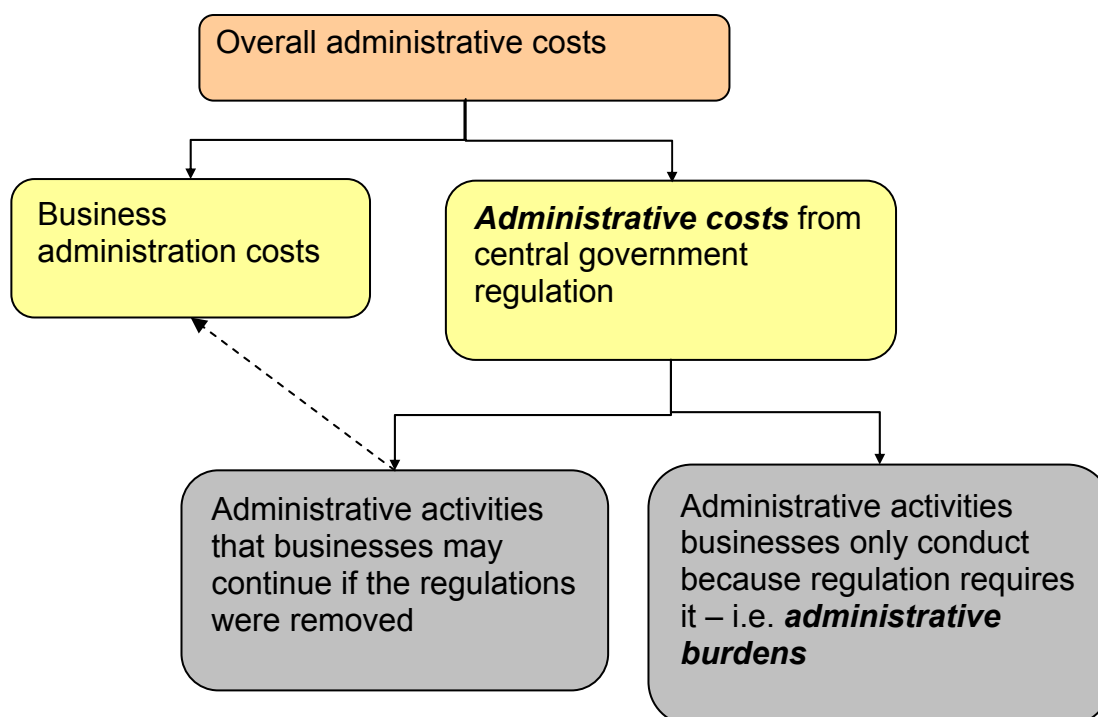 Overall administrative costs
Business
administration costs
Administrative costs from
central government
regulation
Administrative activities
that businesses may
continue if the regulations
were removed
Administrative activities
businesses only conduct
because regulation requires
it – i.e. administrative
burdens